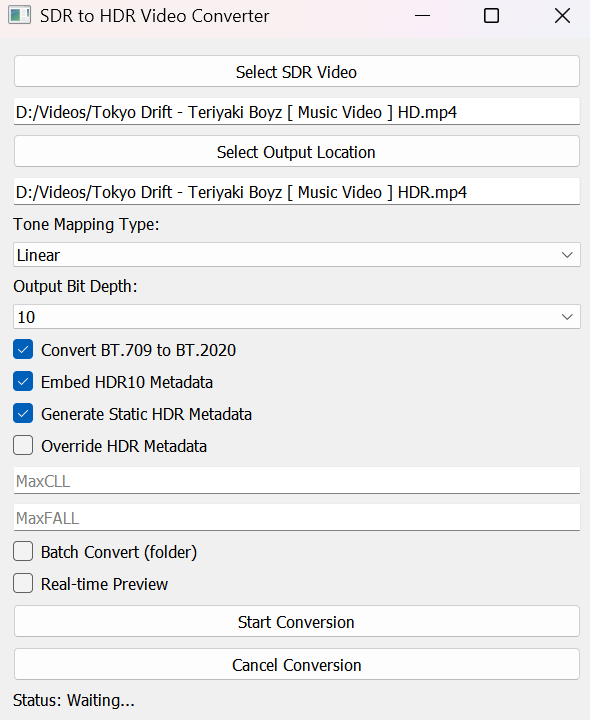 SDR to HDR Video Converter
Select SDR Video
D:/Videos/Tokyo Drift - Teriyaki Boyz [ Music Video ] HD.mp4
Select Output Location
D:/Videos/Tokyo Drift - Teriyaki Boyz [ Music Video ] HDR.mp4
Tone Mapping Type:
Linear
Output Bit Depth:
10
Convert BT.709 to BT.2020
Embed HDR10 Metadata
Generate Static HDR Metadata
Override HDR Metadata
MaxCLL
MaxFALL
Batch Convert (folder)
Real-time Preview
Start Conversion
Cancel Conversion
Status: Waiting...